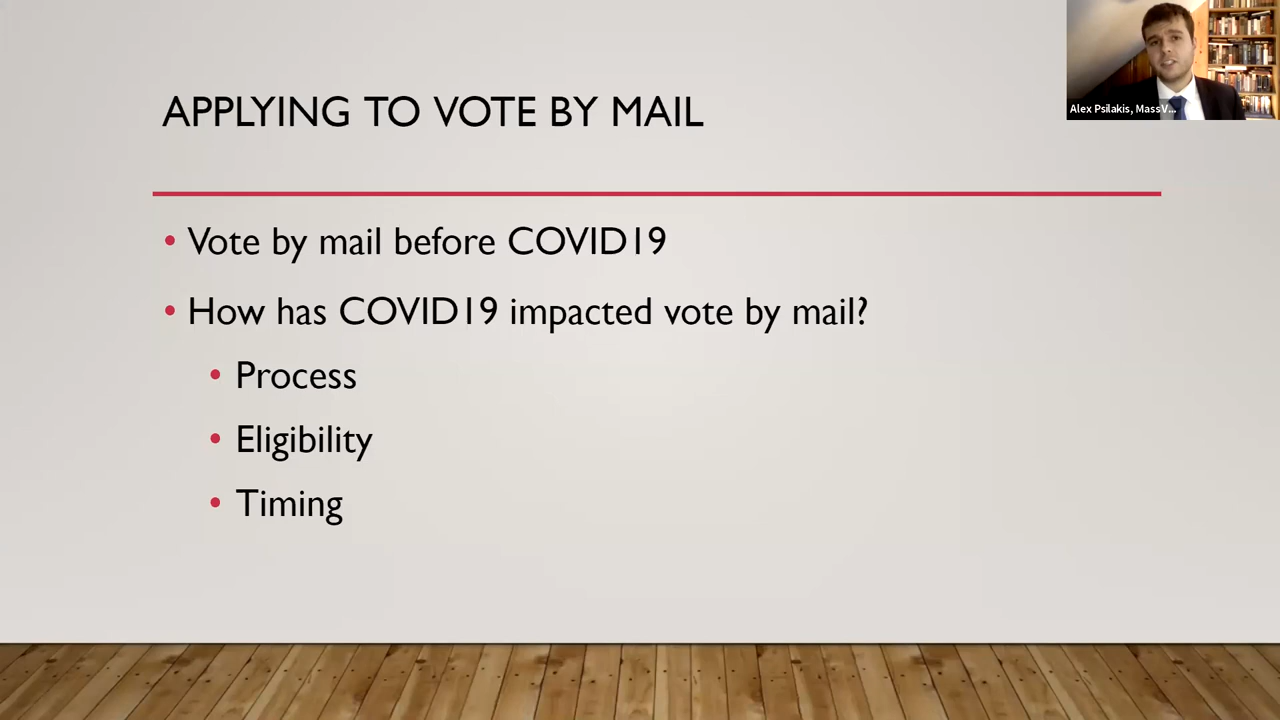 APPLYING TO VOTE BY MAIL
Alex Psilakis, MassV...
• Vote by mail before COVID19
• How has COVID19 impacted vote by mail?
• Process
• Eligibility
• Timing